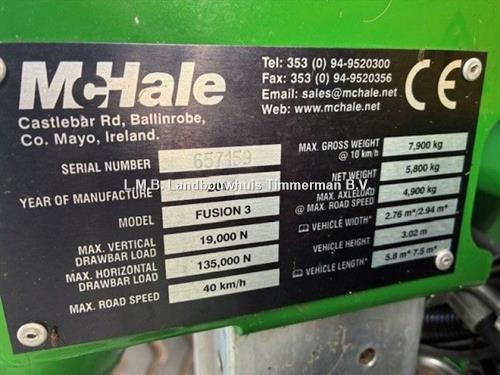 McHale
Castlebar Rd, Ballinrobe,
Co. Mayo, Ireland.
Tel: 353 (0) 94-9520300
Fax: 353 (0) 94-9520356
Email: sales@mchale.net
Web: www.mchale.net
CE
SERIAL NUMBER 657159
L.M.B. Landbouwhuis Timmerman B.V.
YEAR OF MANUFACTURE
MODEL FUSION 3
MAX. VERTICAL DRAWBAR LOAD 19,000 N
MAX. HORIZONTAL DRAWBAR LOAD 135,000 N
MAX. ROAD SPEED 40 km/h
MAX. GROSS WEIGHT @ 10 km/h 7,900 kg
NET WEIGHT 5,800 kg
MAX. AXLELOAD @ MAX. ROAD SPEED 4,900 kg
VEHICLE WIDTH* 2.76 m*/2.94 m*
VEHICLE HEIGHT 3.02 m
VEHICLE LENGTH* 5.8 m* 7.5 m*